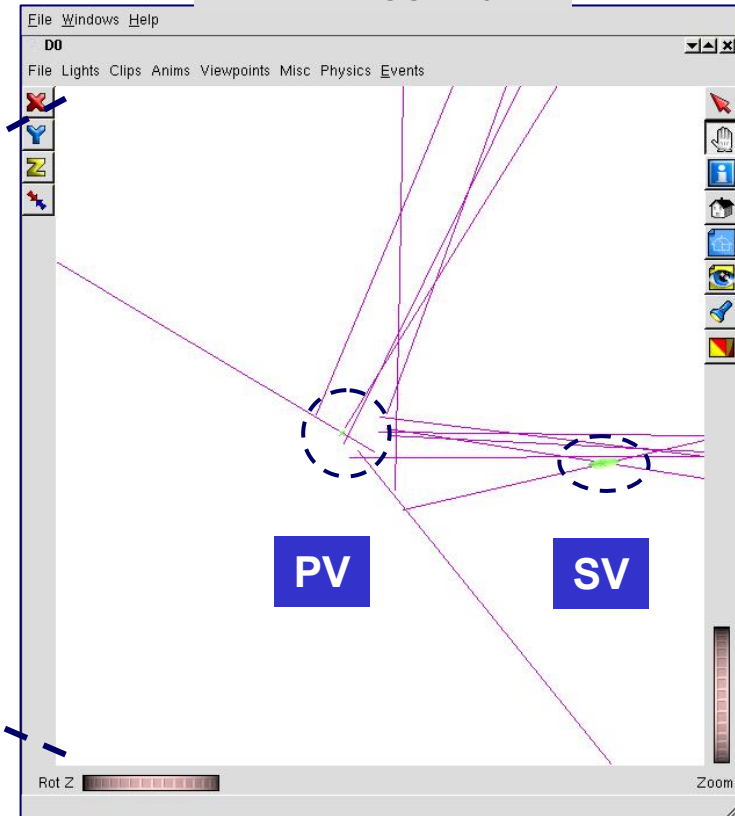 File Windows Help
D0
File Lights Clips Anims Viewpoints Misc Physics Events
X
Y
Z
PV
SV
Rot Z
Zoom